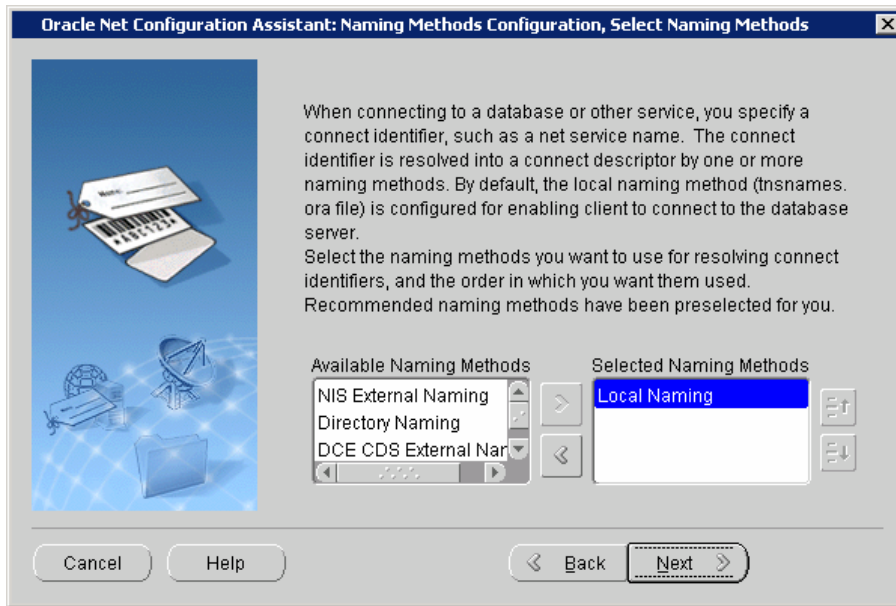 Oracle Net Configuration Assistant: Naming Methods Configuration, Select Naming Methods
When connecting to a database or other service, you specify a
connect identifier, such as a net service name. The connect
identifier is resolved into a connect descriptor by one or more
naming methods. By default, the local naming method (tnsnames.
ora file) is configured for enabling client to connect to the database
server.
Select the naming methods you want to use for resolving connect
identifiers, and the order in which you want them used.
Recommended naming methods have been preselected for you.
Name:
*ABC123*
Available Naming Methods
NIS External Naming
Directory Naming
DCE CDS External Nar
Selected Naming Methods
Local Naming
Cancel
Help
Back
Next